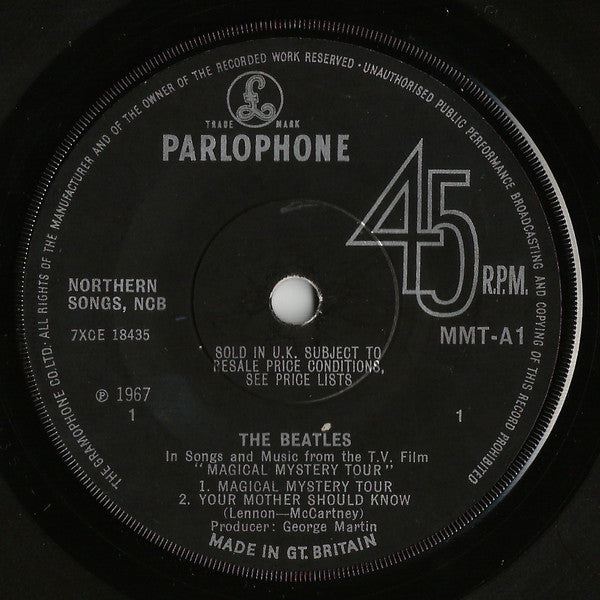 THE GRAMOPHONE CO. LTD. ALL RIGHTS OF THE MANUFACTURER AND OF THE OWNER OF THE RECORDED WORK RESERVED · UNAUTHORISED PUBLIC PERFORMANCE BROADCASTING AND COPYING OF THIS RECORD PROHIBITED
£
TRADE MARK
PARLOPHONE
45
R.P.M.
NORTHERN
SONGS, NCB
7XCE 18435
MMT-A1
SOLD IN U.K. SUBJECT TO
RESALE PRICE CONDITIONS,
SEE PRICE LISTS
℗ 1967
1
1
THE BEATLES
In Songs and Music from the T.V. Film
"MAGICAL MYSTERY TOUR"
1. MAGICAL MYSTERY TOUR
2. YOUR MOTHER SHOULD KNOW
(Lennon—McCartney)
Producer: George Martin
MADE IN GT. BRITAIN